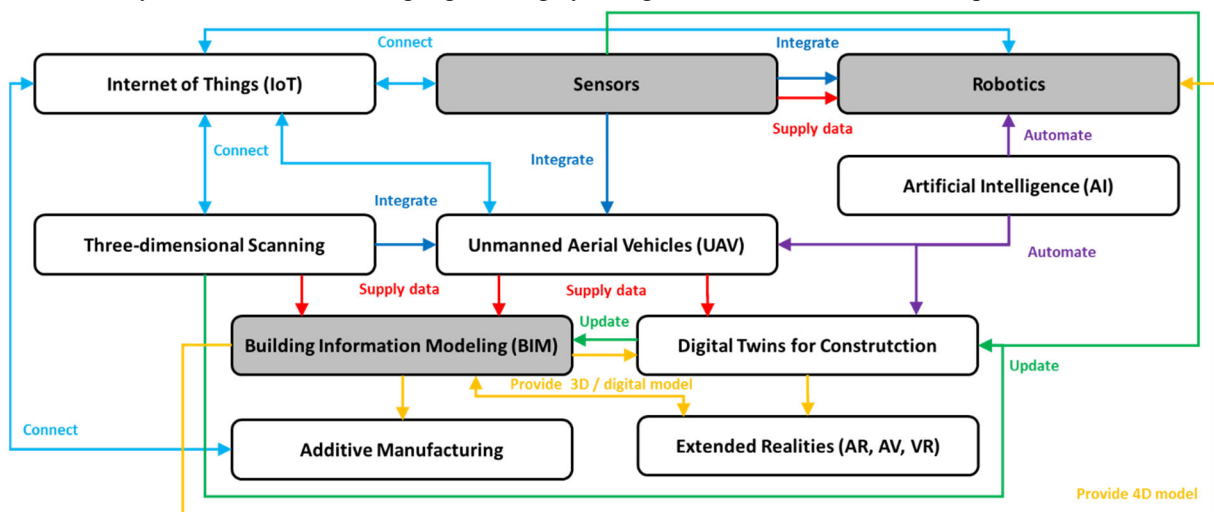 Connect
Integrate
Internet of Things (IoT)
Sensors
Robotics
Supply data
Connect
Integrate
Automate
Artificial Intelligence (AI)
Integrate
Three-dimensional Scanning
Unmanned Aerial Vehicles (UAV)
Automate
Supply data
Supply data
Update
Building Information Modeling (BIM)
Digital Twins for Construtction
Update
Provide 3D / digital model
Connect
Additive Manufacturing
Extended Realities (AR, AV, VR)
Provide 4D model